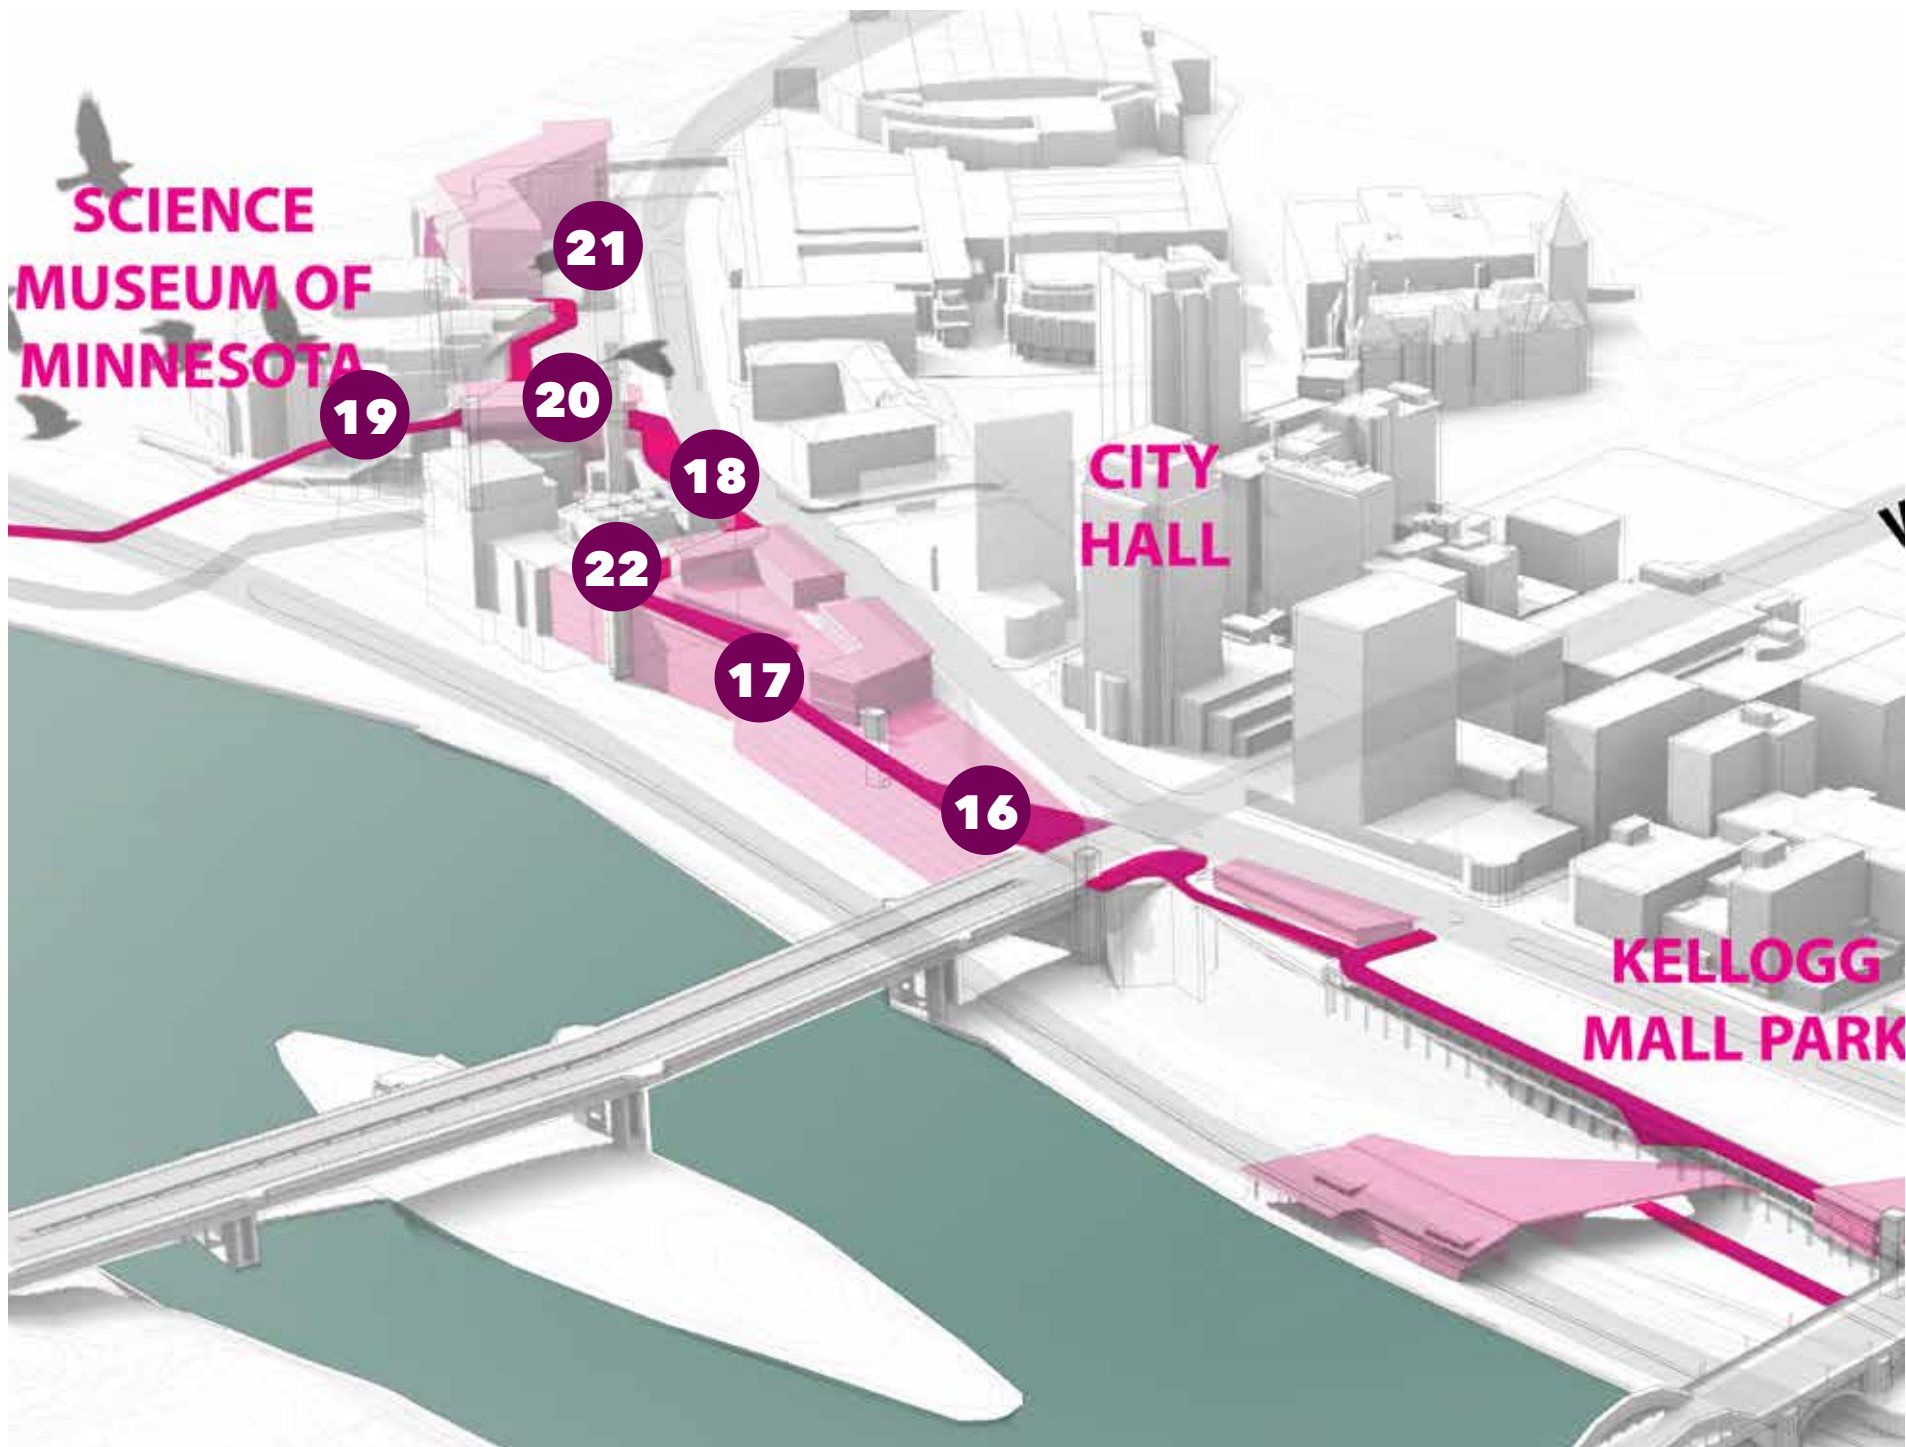 SCIENCE
MUSEUM OF
MINNESOTA
21
20
19
18
CITY
HALL
22
17
16
KELLOGG
MALL PARK